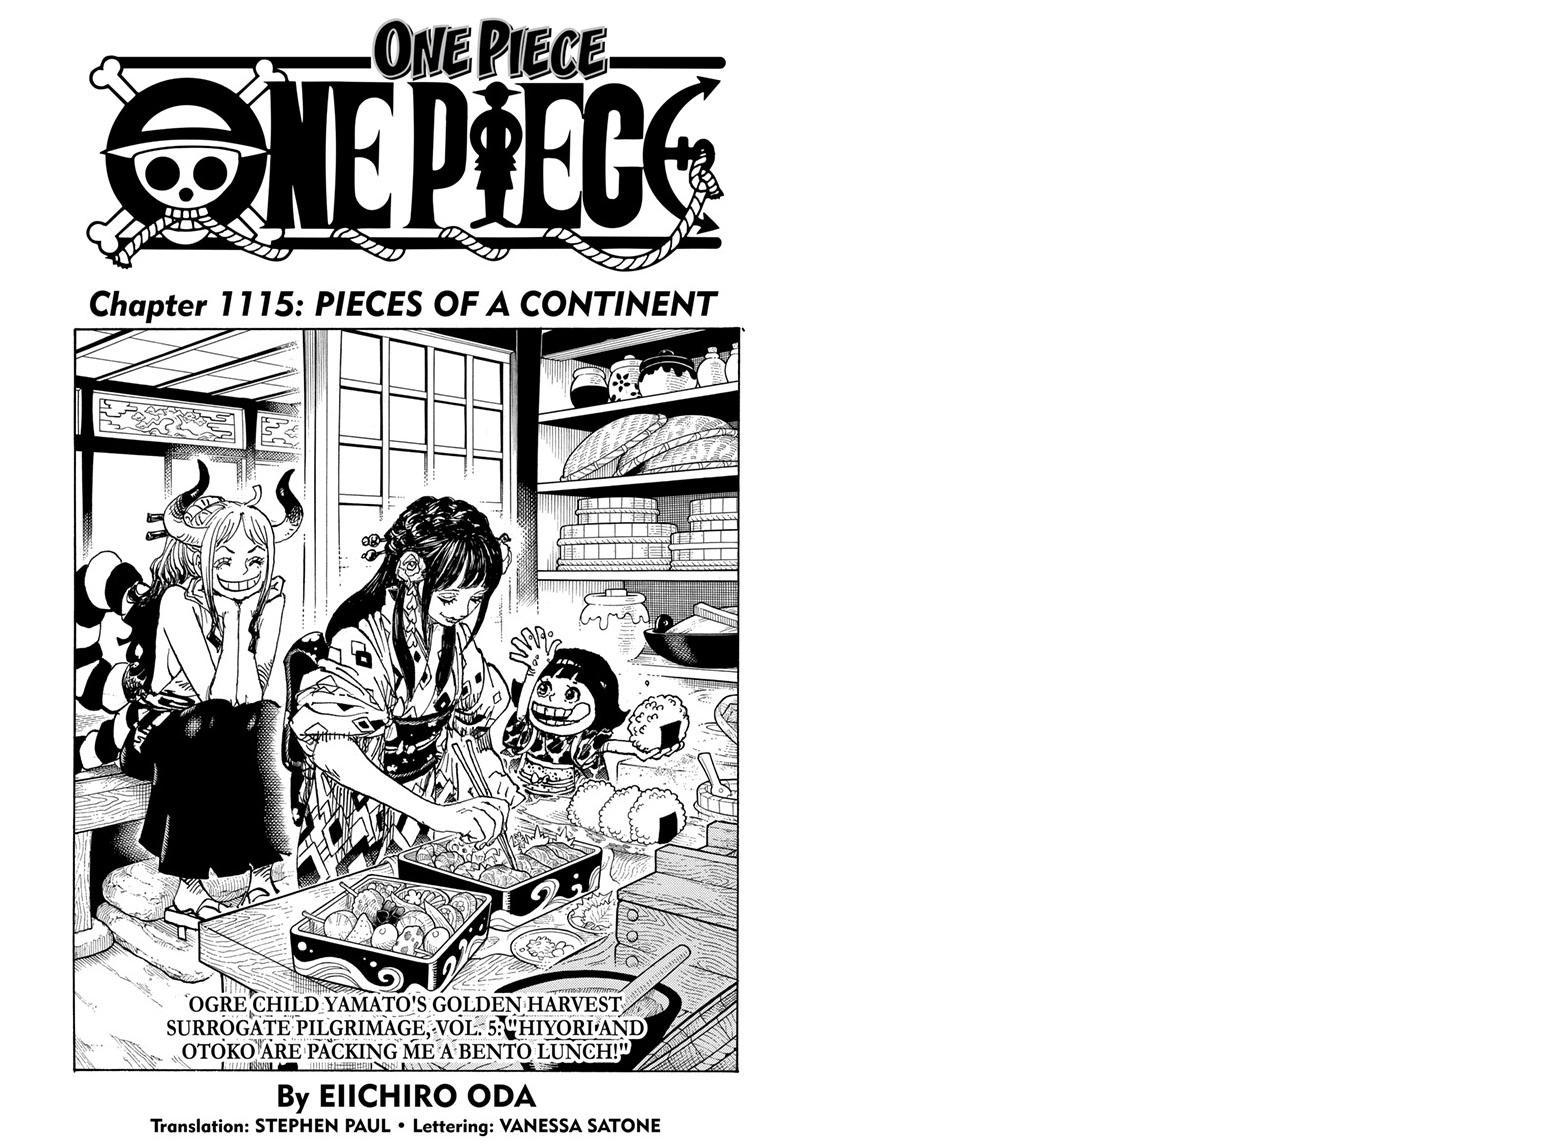 ONE PIECE
ONE PIECE
Chapter 1115: PIECES OF A CONTINENT
OGRE CHILD YAMATO'S GOLDEN HARVEST
SURROGATE PILGRIMAGE, VOL. 5: "HIYORI AND
OTOKO ARE PACKING ME A BENTO LUNCH!"
By EIICHIRO ODA
Translation: STEPHEN PAUL • Lettering: VANESSA SATONE